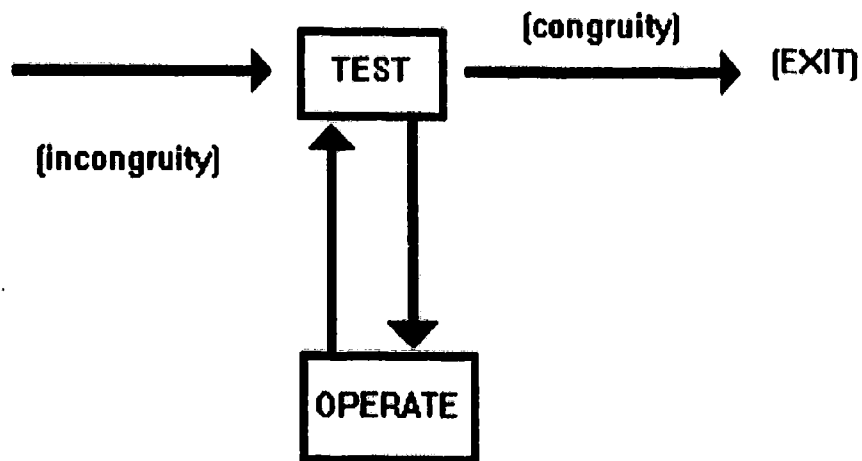 (congruity)
TEST
(EXIT)
(incongruity)
OPERATE